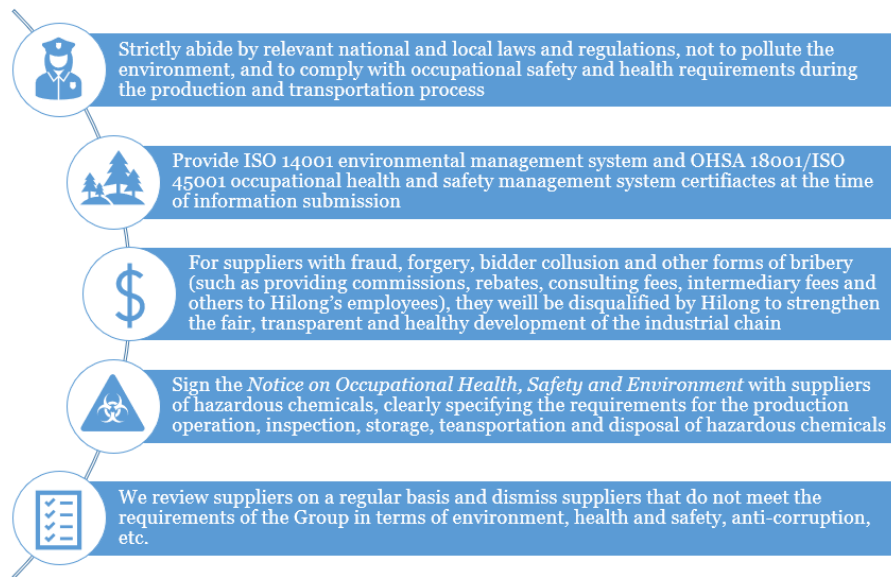 Strictly abide by relevant national and local laws and regulations, not to pollute the
environment, and to comply with occupational safety and health requirements during
the production and transportation process
Provide ISO 14001 environmental management system and OHSA 18001/ISO
45001 occupational health and safety management system certifiactes at the time
of information submission
For suppliers with fraud, forgery, bidder collusion and other forms of bribery
(such as providing commissions, rebates, consulting fees, intermediary fees and
others to Hilong's employees), they weill be disqualified by Hilong to strengthen
the fair, transparent and healthy development of the industrial chain
Sign the Notice on Occupational Health, Safety and Environment with suppliers
of hazardous chemicals, clearly specifying the requirements for the production
operation, inspection, storage, teansportation and disposal of hazardous chemicals
We review suppliers on a regular basis and dismiss suppliers that do not meet the
requirements of the Group in terms of environment, health and safety, anti-corruption,
etc.